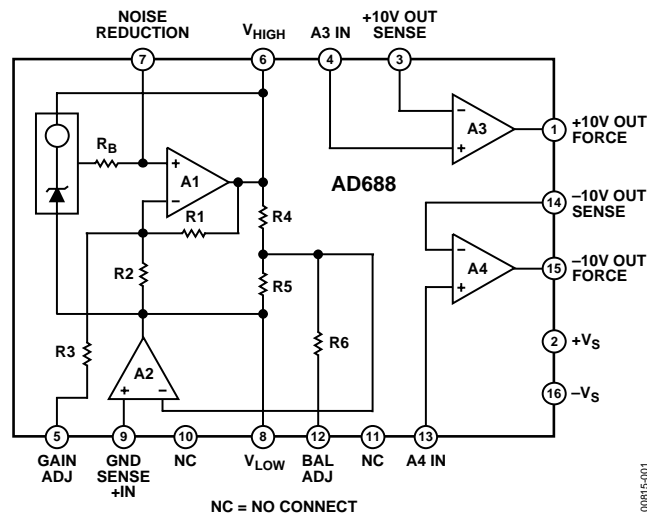 NOISE
REDUCTION
V_HIGH
A3 IN
+10V OUT
SENSE
7
6
4
3
R_B
+
–
A1
R1
R4
R2
R5
R3
R6
A2
+
–
AD688
–
+
A3
1
+10V OUT
FORCE
14
–10V OUT
SENSE
–
+
A4
15
–10V OUT
FORCE
2
+V_S
16
–V_S
5
9
10
8
12
11
13
GAIN
ADJ
GND
SENSE
+IN
NC
V_LOW
BAL
ADJ
NC
A4 IN
NC = NO CONNECT
00815-001